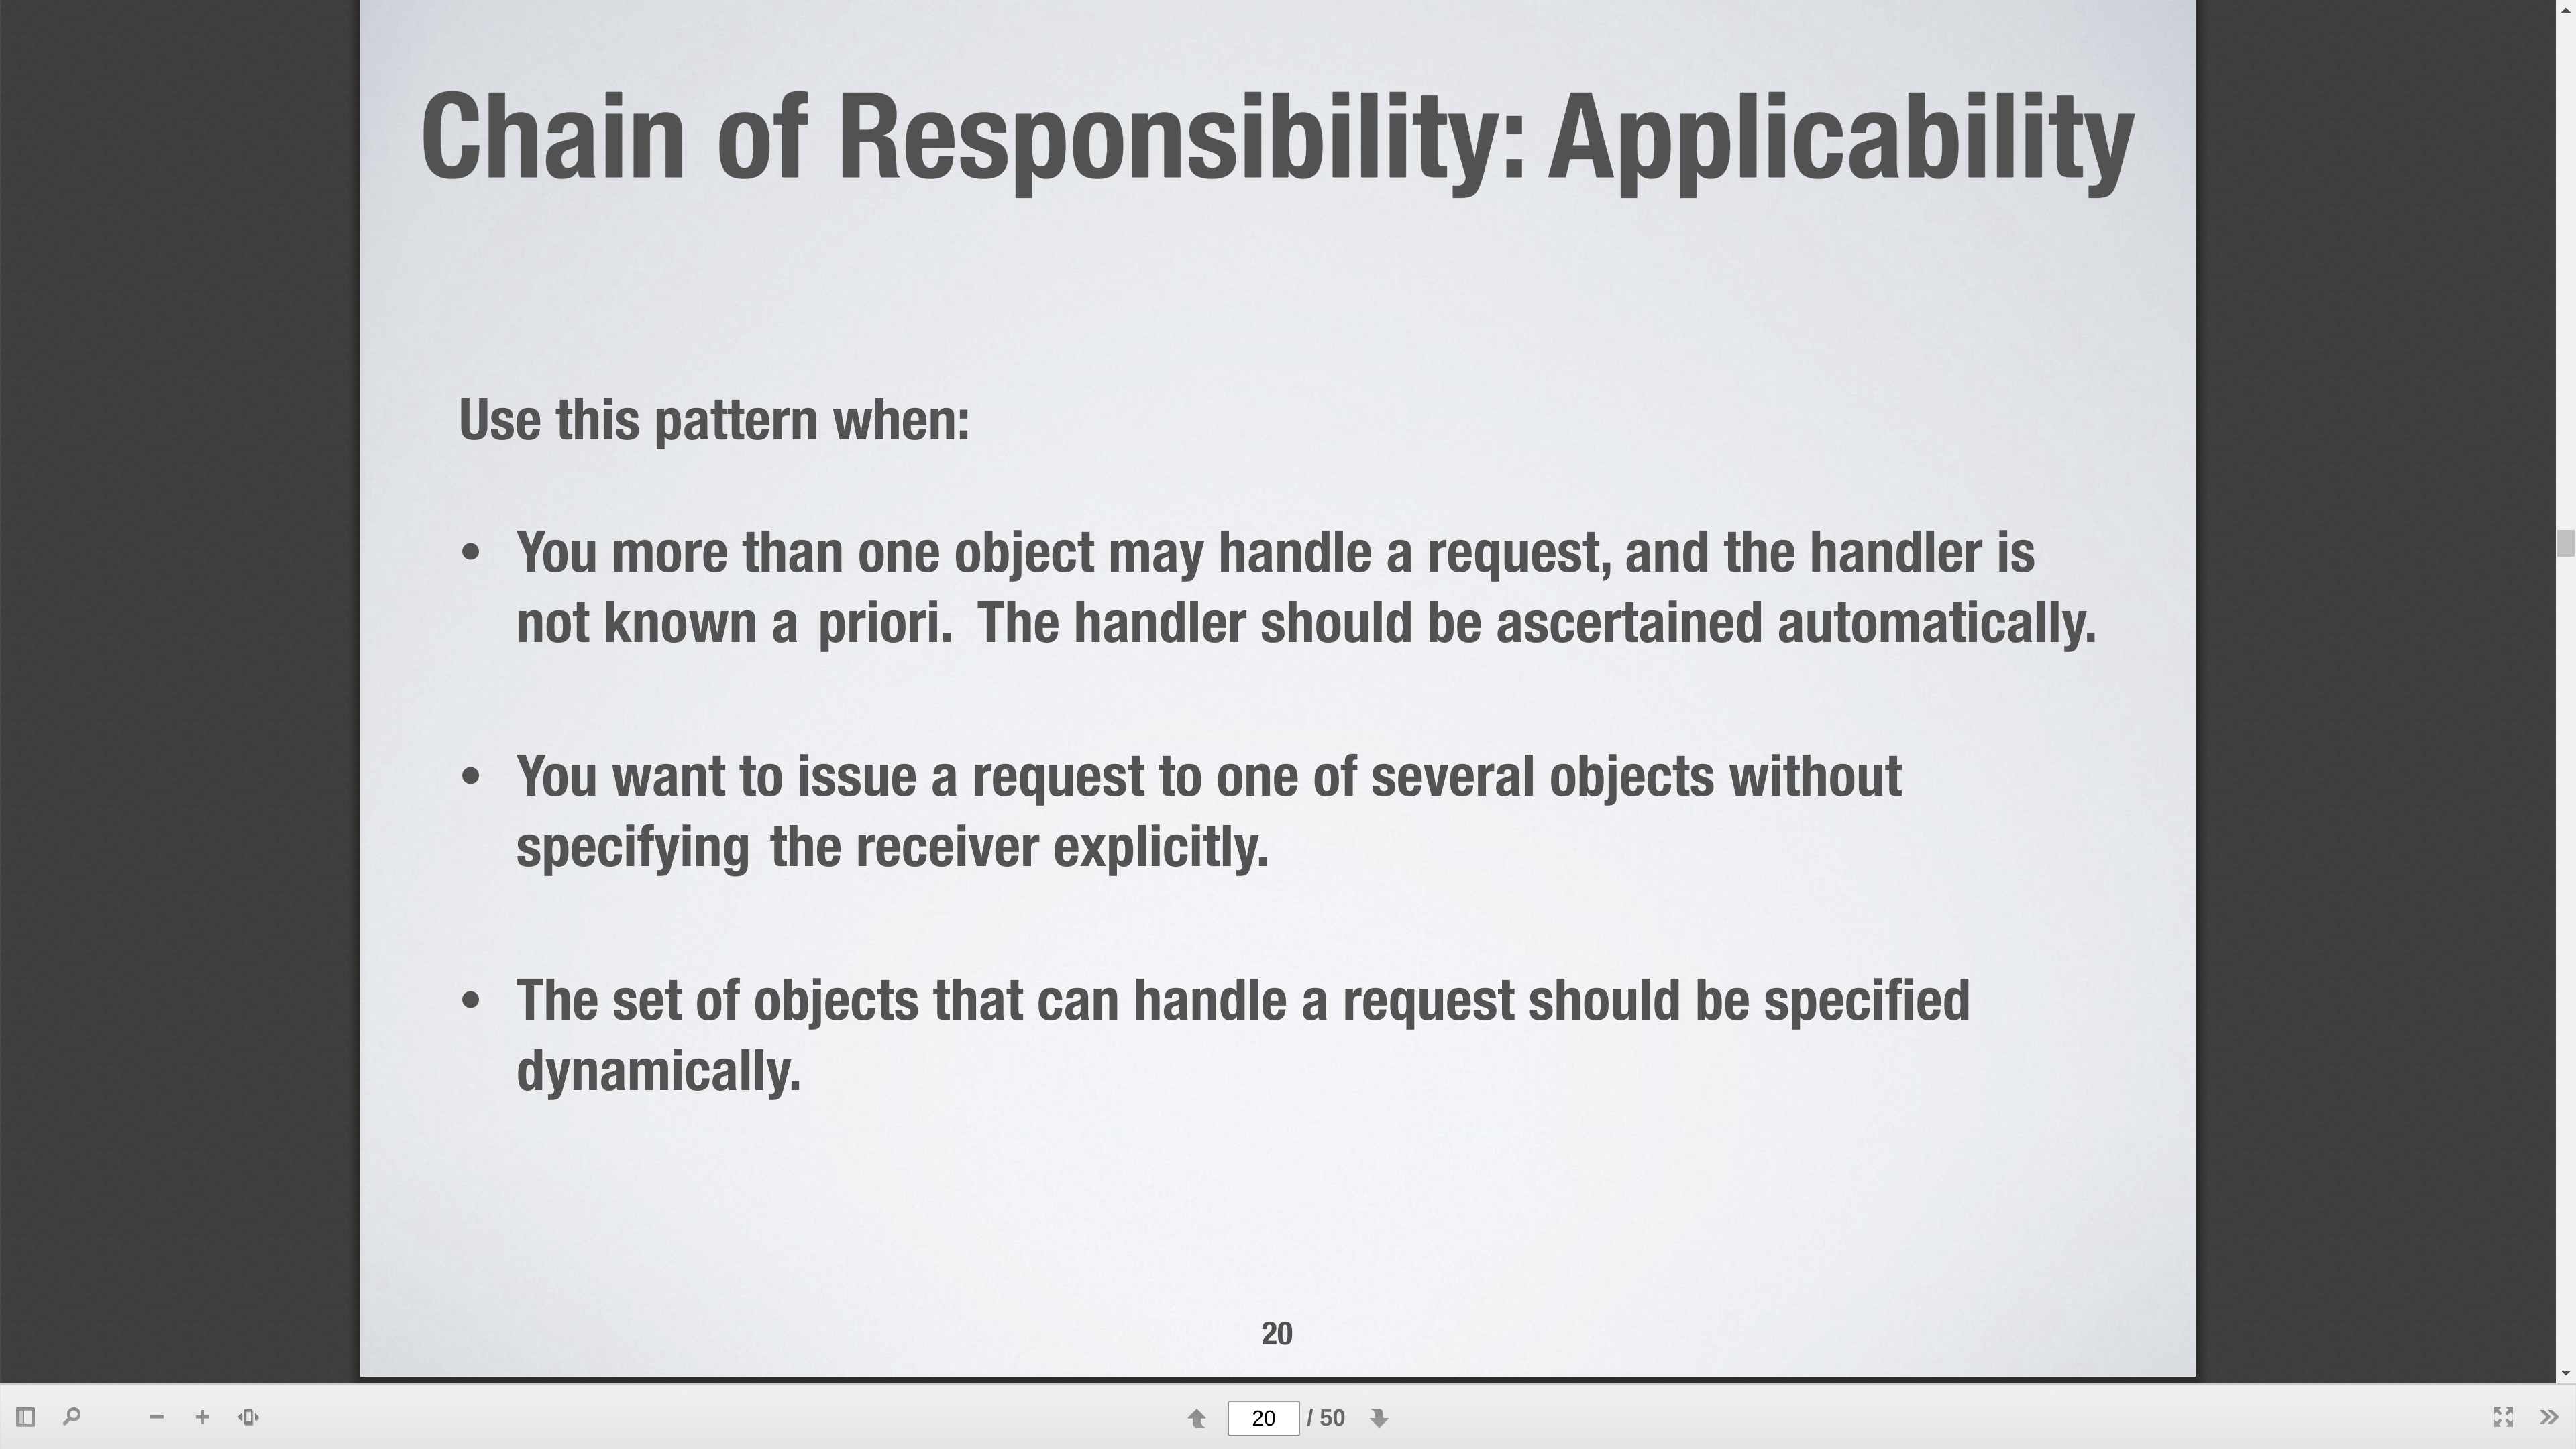 Chain of Responsibility: Applicability
Use this pattern when:
• You more than one object may handle a request, and the handler is
not known a priori. The handler should be ascertained automatically.
• You want to issue a request to one of several objects without
specifying the receiver explicitly.
• The set of objects that can handle a request should be specified
dynamically.
20
20 / 50